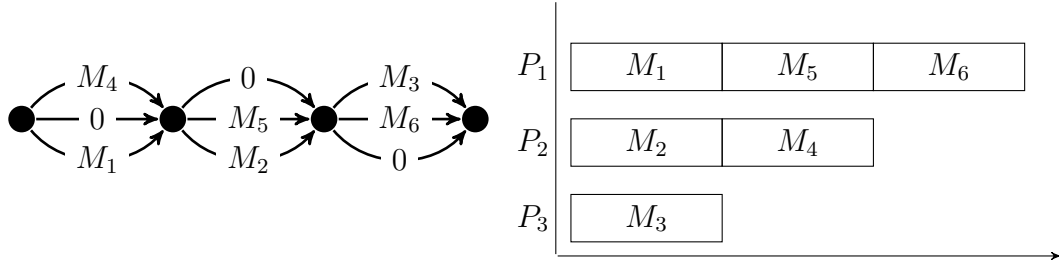 M₄ 0 M₃
0 M₅ M₆
M₁ M₂ 0
P₁ M₁ M₅ M₆
P₂ M₂ M₄
P₃ M₃